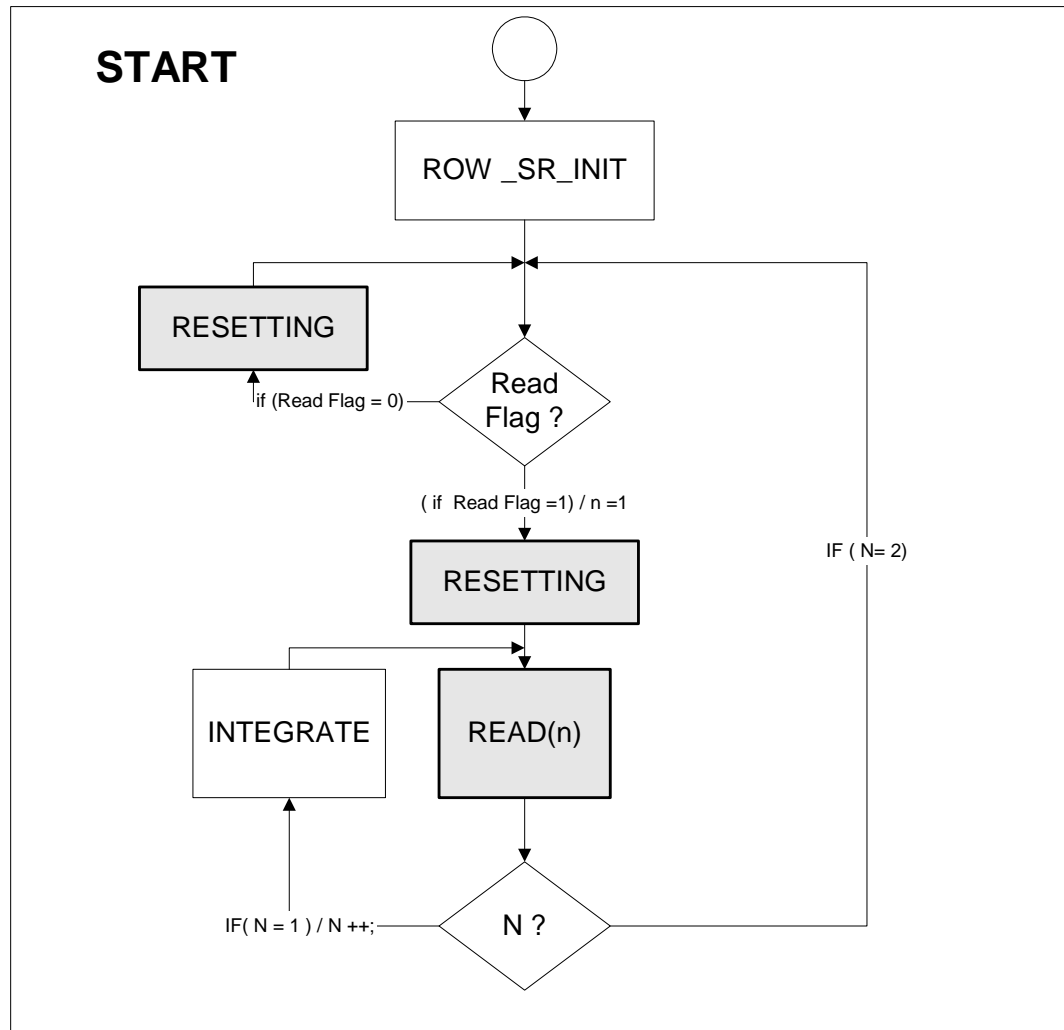 START
ROW _SR_INIT
RESETTING
Read
Flag ?
if (Read Flag = 0)
( if Read Flag =1) / n =1
IF ( N= 2)
RESETTING
INTEGRATE
READ(n)
IF( N = 1 ) / N ++;
N ?